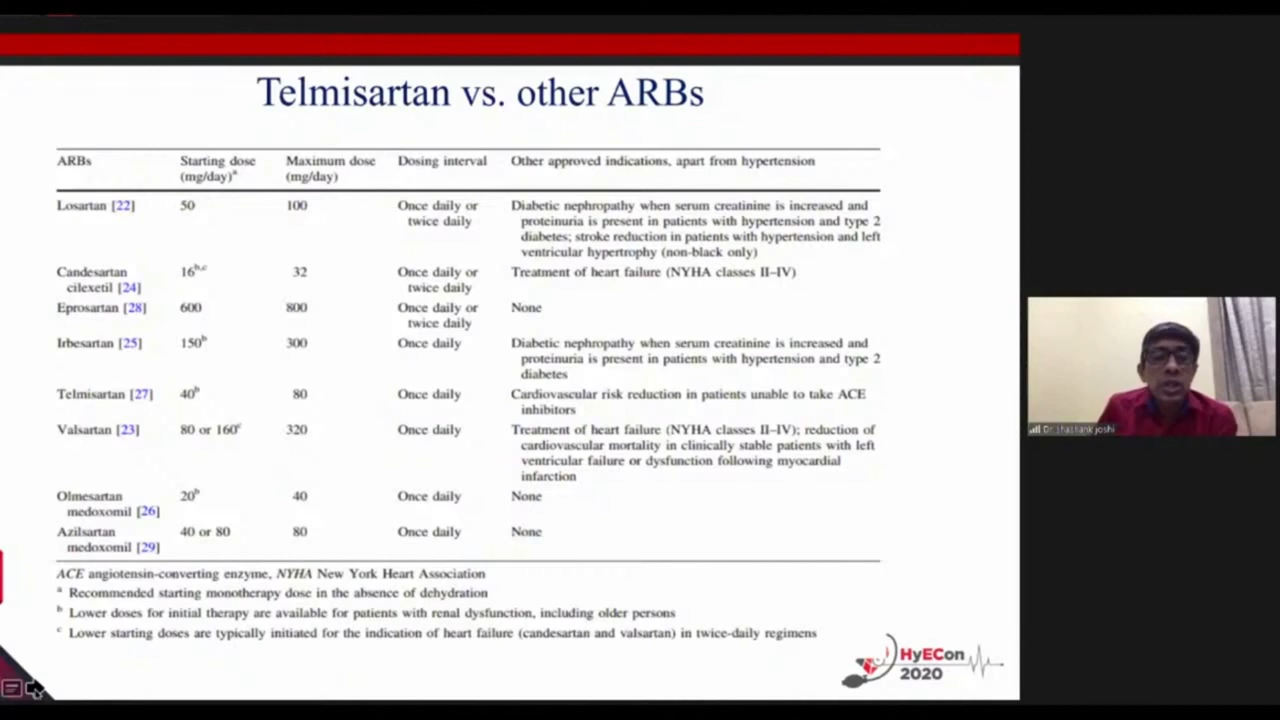 Telmisartan vs. other ARBs
ARBs Starting dose (mg/day)a Maximum dose (mg/day) Dosing interval Other approved indications, apart from hypertension
Losartan [22] 50 100 Once daily or Diabetic nephropathy when serum creatinine is increased and
twice daily proteinuria is present in patients with hypertension and type 2
diabetes; stroke reduction in patients with hypertension and left
ventricular hypertrophy (non-black only)
Candesartan 16b,c 32 Once daily or Treatment of heart failure (NYHA classes II–IV)
cilexetil [24] twice daily
Eprosartan [28] 600 800 Once daily or None
twice daily
Irbesartan [25] 150b 300 Once daily Diabetic nephropathy when serum creatinine is increased and
proteinuria is present in patients with hypertension and type 2
diabetes
Telmisartan [27] 40b 80 Once daily Cardiovascular risk reduction in patients unable to take ACE
inhibitors
Valsartan [23] 80 or 160c 320 Once daily Treatment of heart failure (NYHA classes II–IV); reduction of
cardiovascular mortality in clinically stable patients with left
ventricular failure or dysfunction following myocardial
infarction
Olmesartan 20b 40 Once daily None
medoxomil [26]
Azilsartan 40 or 80 80 Once daily None
medoxomil [29]
ACE angiotensin-converting enzyme, NYHA New York Heart Association
a Recommended starting monotherapy dose in the absence of dehydration
b Lower doses for initial therapy are available for patients with renal dysfunction, including older persons
c Lower starting doses are typically initiated for the indication of heart failure (candesartan and valsartan) in twice-daily regimens
HyECon
2020
Dr. shashank joshi